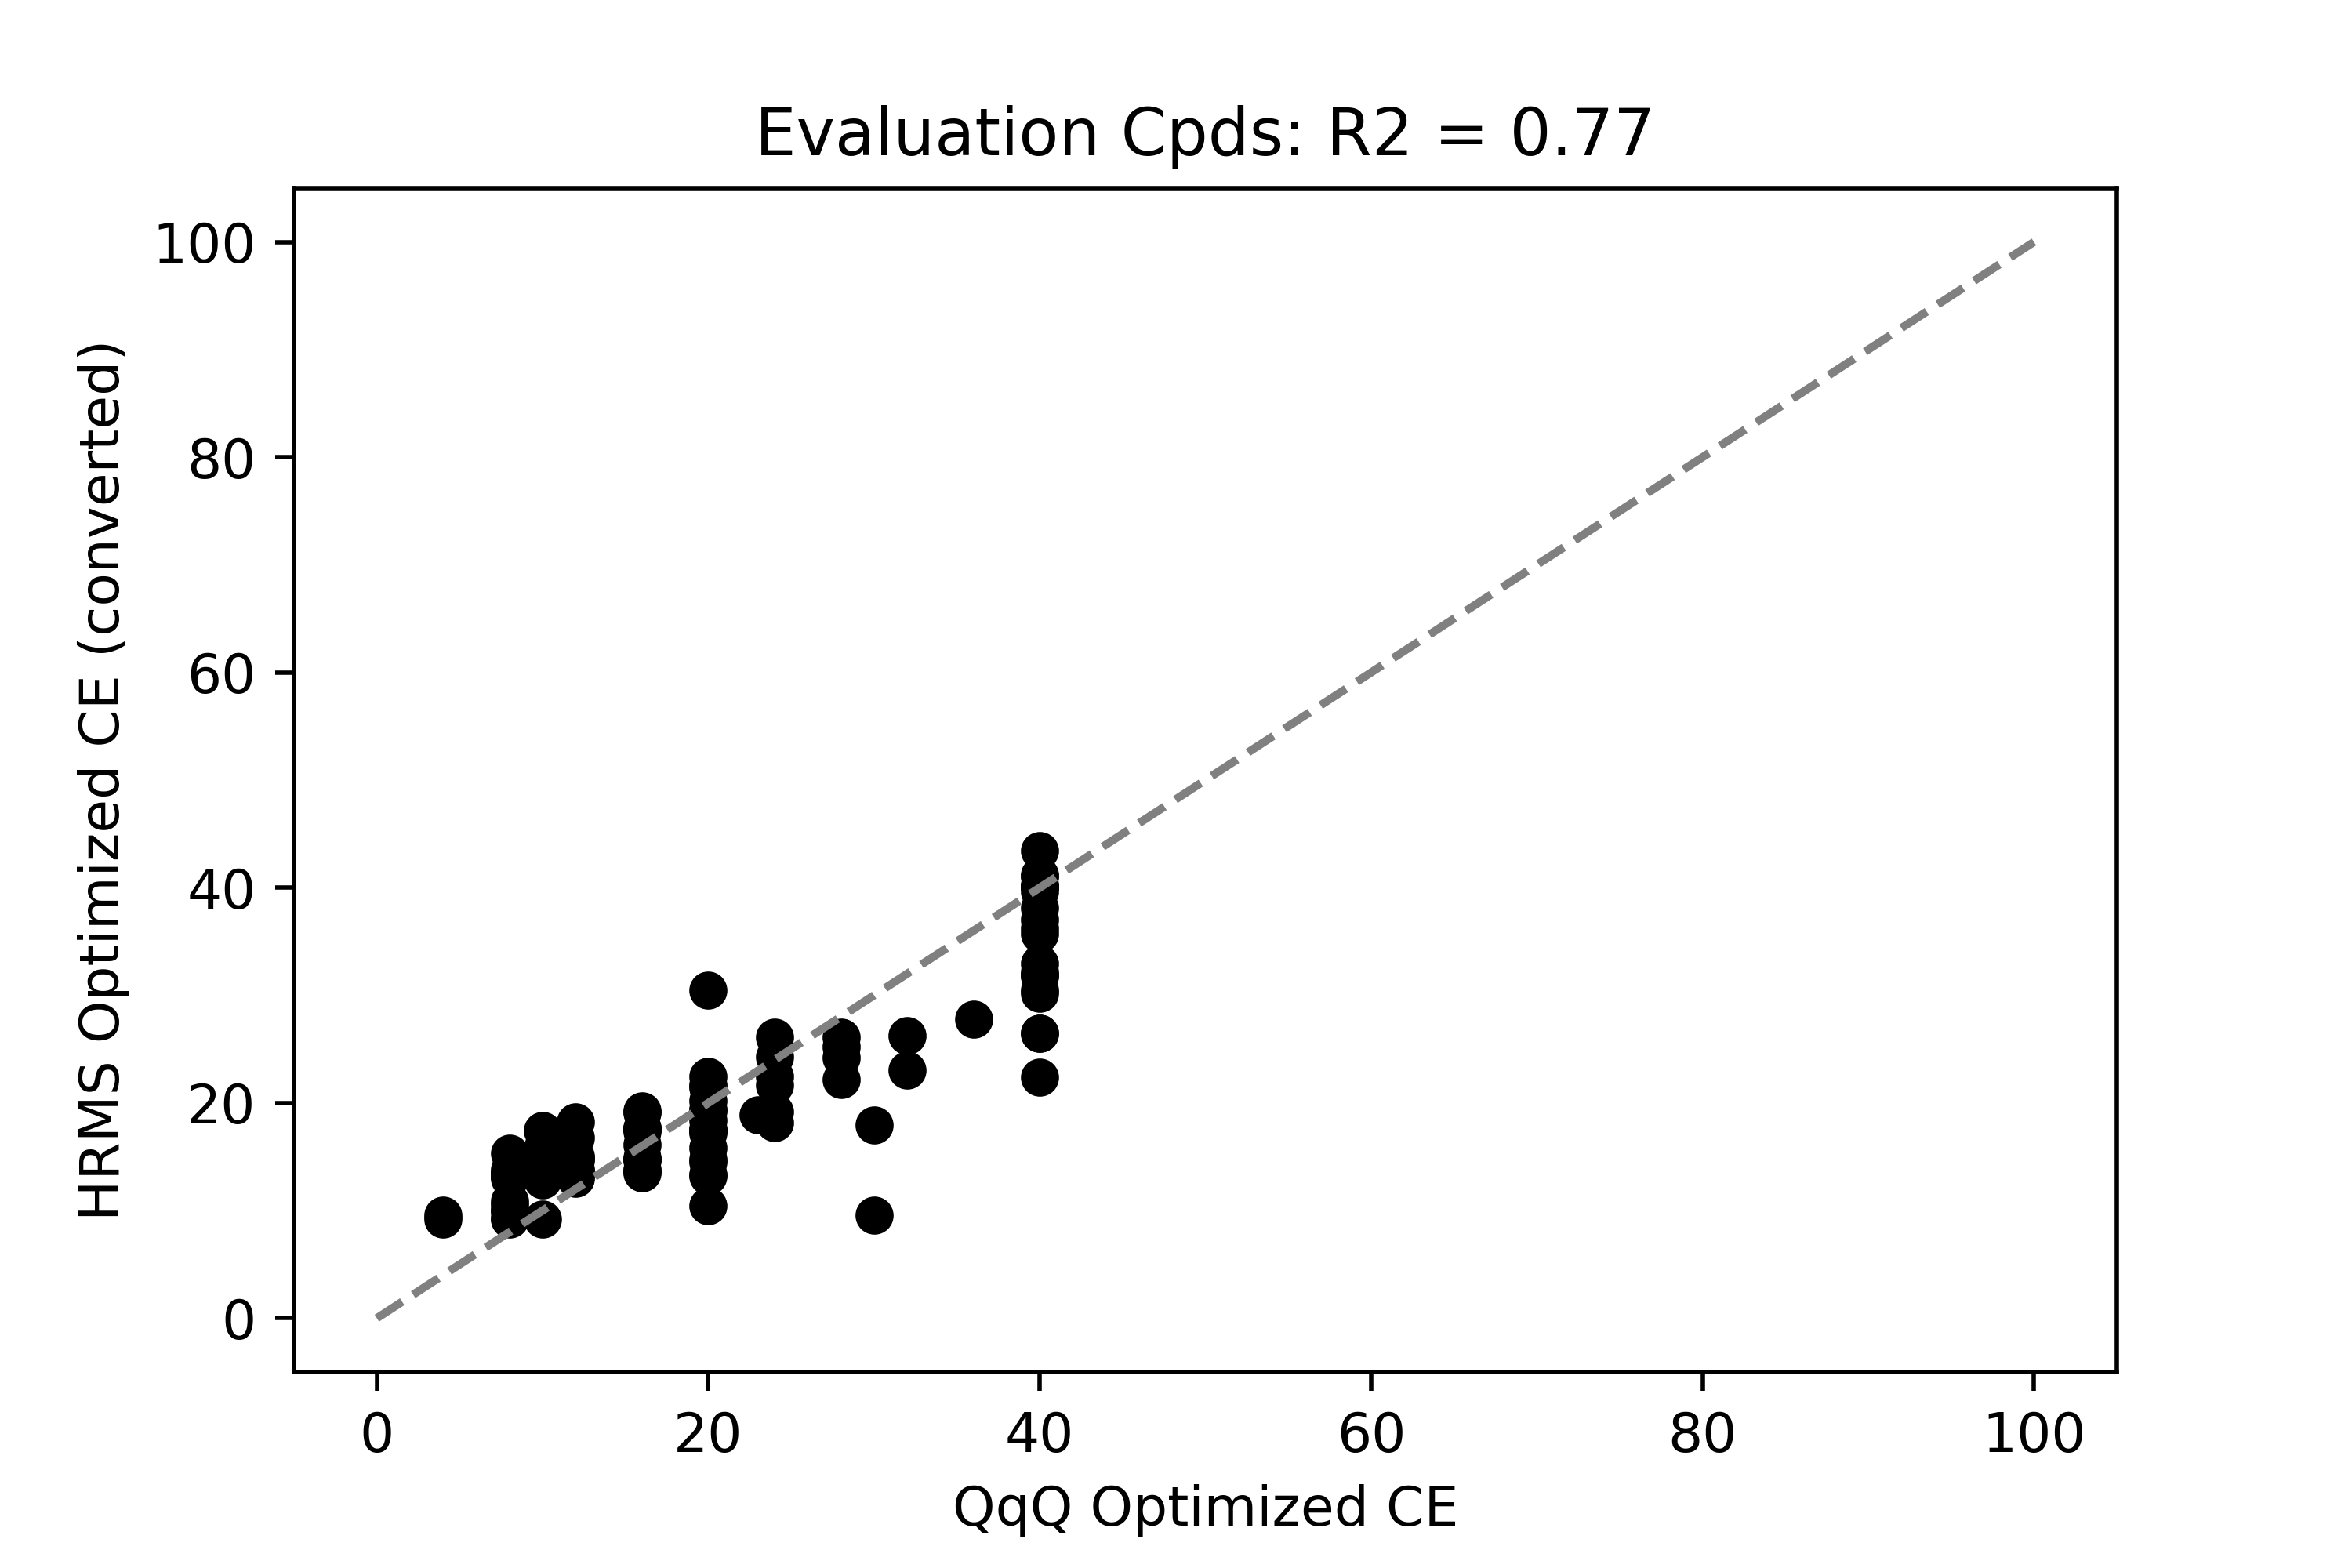 Evaluation Cpds: R2 = 0.77
HRMS Optimized CE (converted)
100
80
60
40
20
0
0 20 40 60 80 100
QqQ Optimized CE